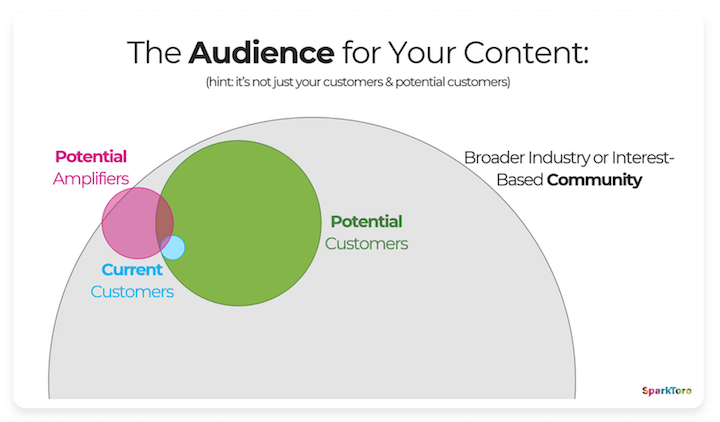 The Audience for Your Content:
(hint: it's not just your customers & potential customers)
Potential
Amplifiers
Broader Industry or Interest-
Based Community
Potential
Customers
Current
Customers
SparkToro